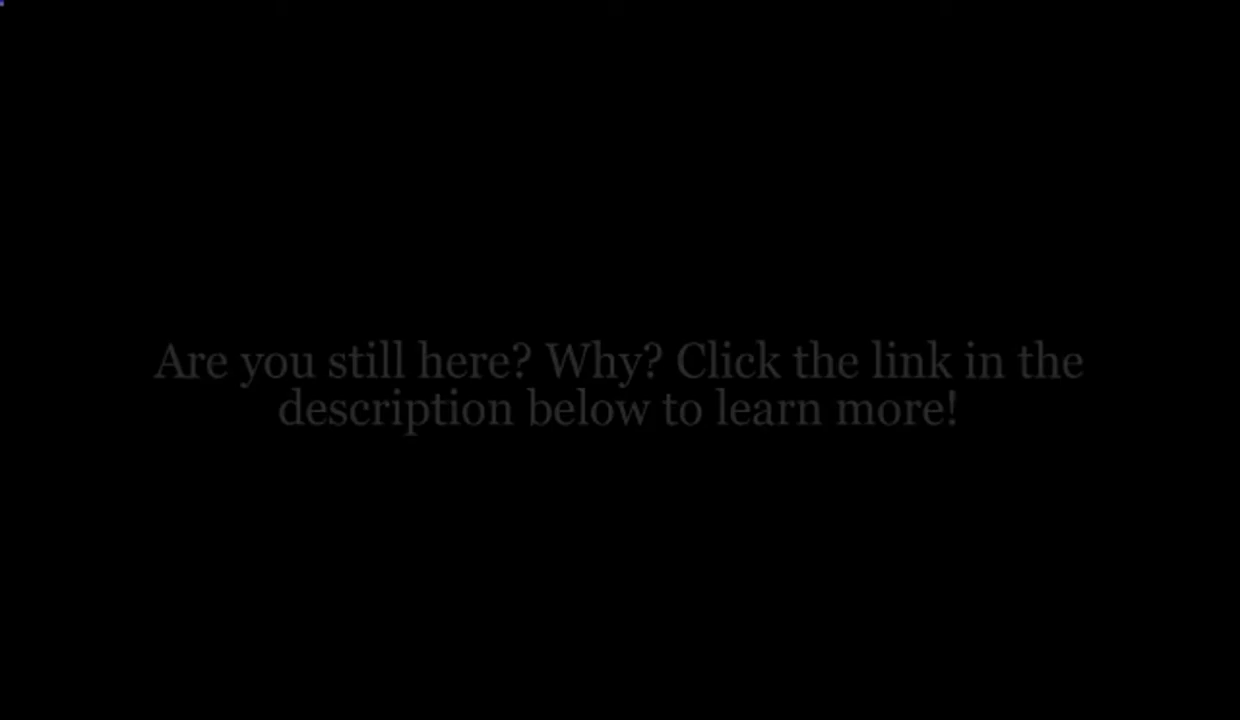 Are you still here? Why? Click the link in the
description below to learn more!